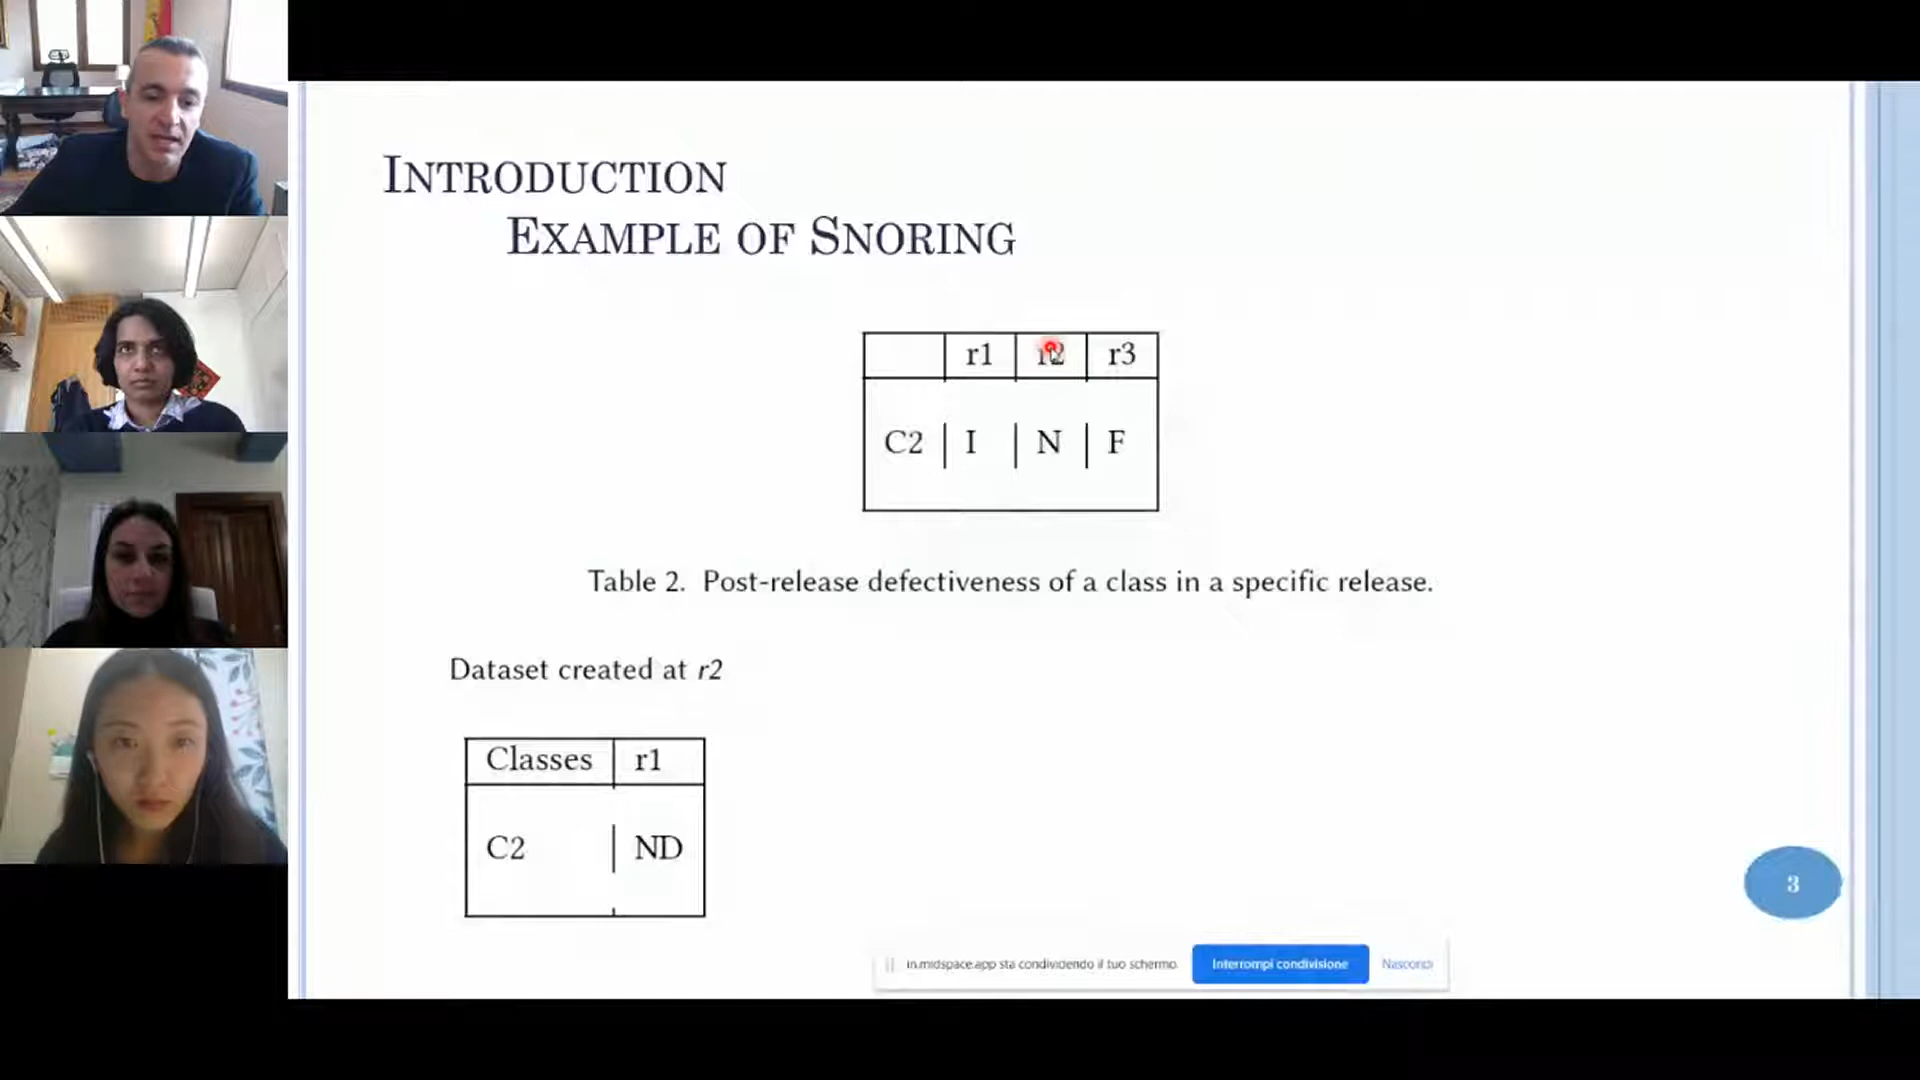 INTRODUCTION
EXAMPLE OF SNORING
r1 r2 r3
C2 I N F
Table 2. Post-release defectiveness of a class in a specific release.
Dataset created at r2
Classes r1
C2 ND
3
in.midspace.app sta condividendo il tuo schermo. Interrompi condivisione Nascondi